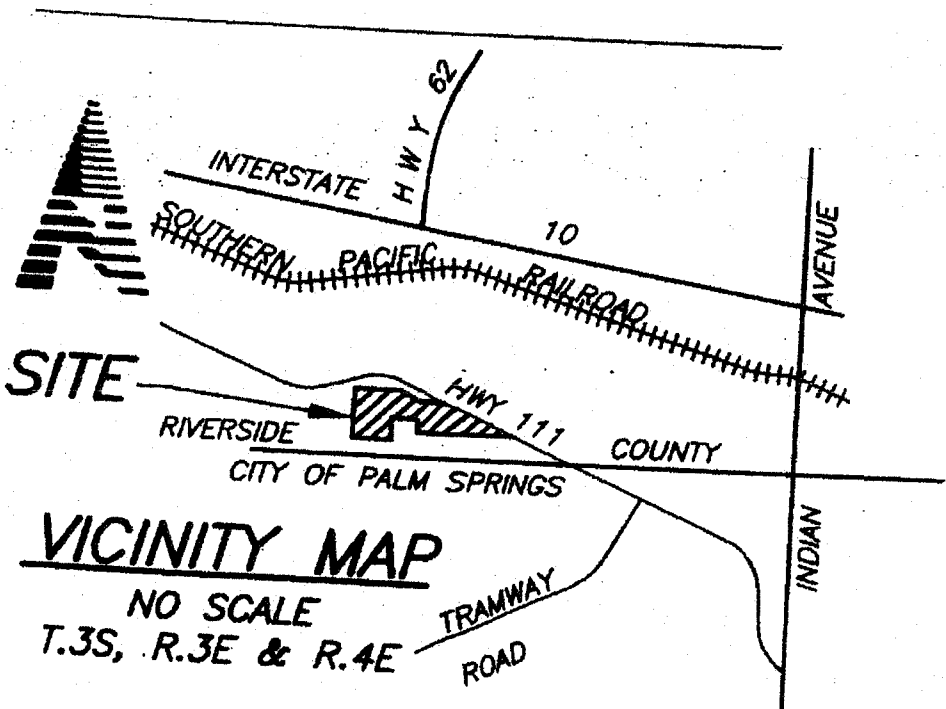 HWY 62
INTERSTATE 10
AVENUE
SOUTHERN PACIFIC RAILROAD
SITE
HWY 111
RIVERSIDE COUNTY
CITY OF PALM SPRINGS
INDIAN
VICINITY MAP
NO SCALE
T.3S, R.3E & R.4E
TRAMWAY
ROAD